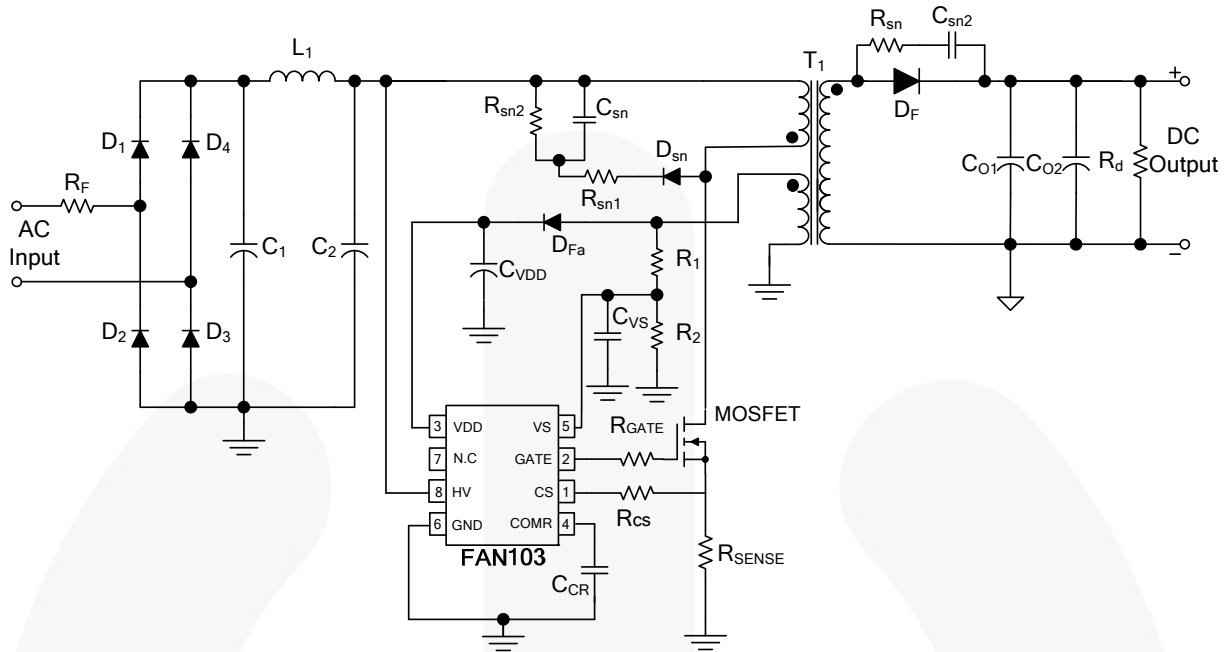 Rsn
Csn2
L1
T1
+
Rsn2
Csn
DF
DC
Output
D1
D4
Dsn
CO1
CO2
Rd
RF
Rsn1
AC
Input
C1
C2
DFa
R1
−
CVDD
CVS
R2
D2
D3
MOSFET
RGATE
3
VDD
VS
5
7
N.C
GATE
2
8
HV
CS
1
Rcs
6
GND
COMR
4
FAN103
RSENSE
CCR